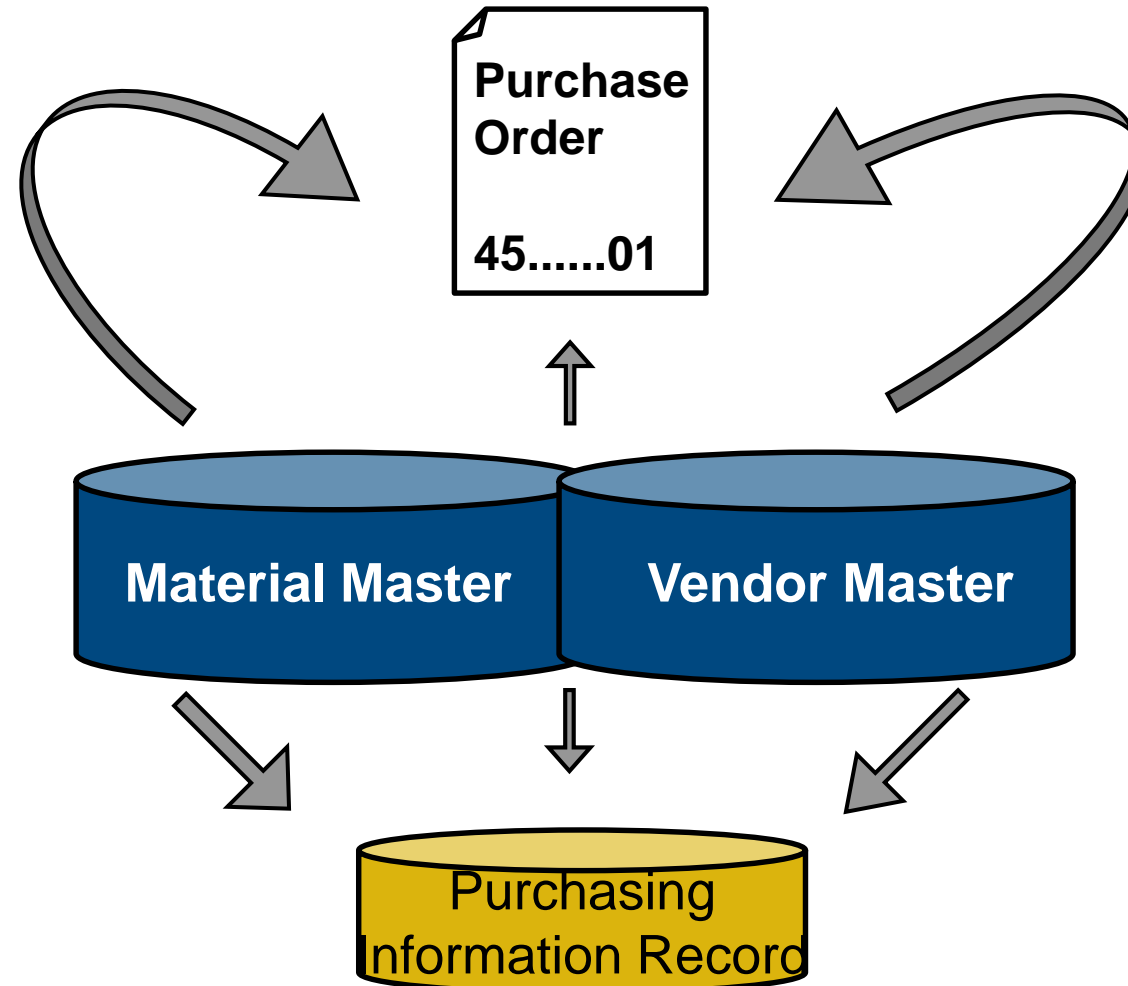 Purchase
Order
45......01
Material Master
Vendor Master
Purchasing
Information Record